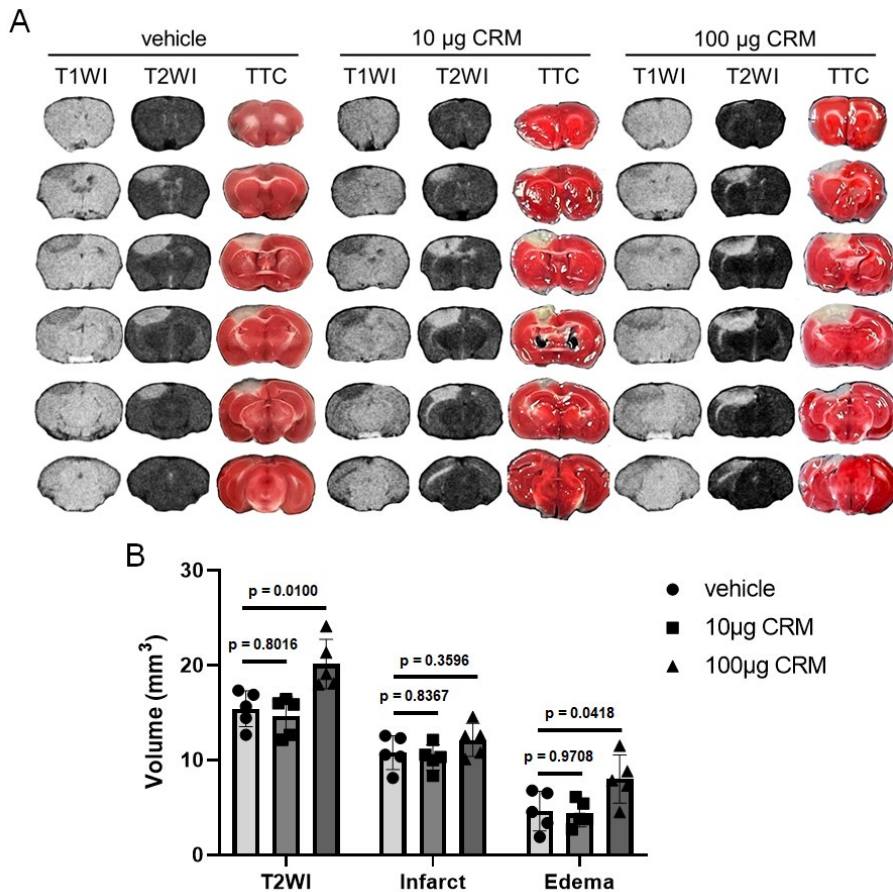 A
vehicle 10 µg CRM 100 µg CRM
T1WI T2WI TTC T1WI T2WI TTC T1WI T2WI TTC
B
30
20
10
0
Volume (mm³)
p = 0.0100
p = 0.8016
p = 0.3596
p = 0.8367
p = 0.0418
p = 0.9708
T2WI Infarct Edema
vehicle
10µg CRM
100µg CRM